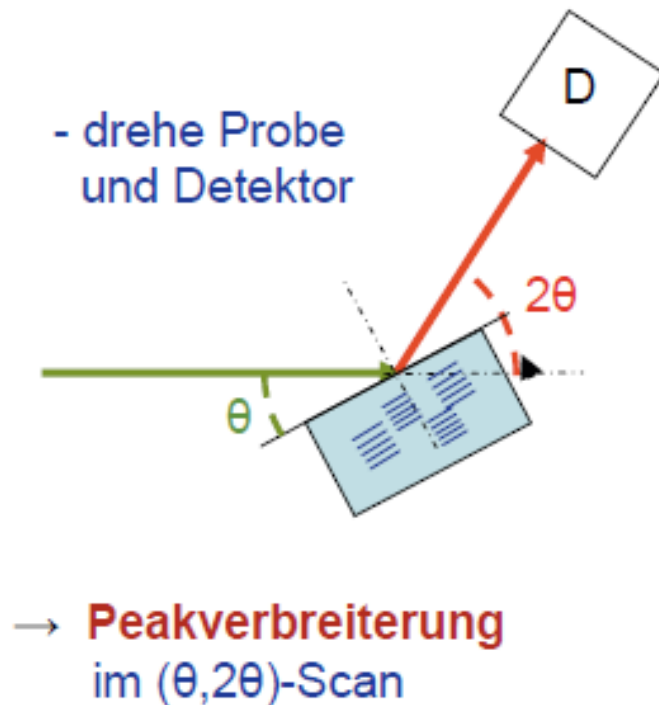 D
- drehe Probe
und Detektor
2θ
θ
→ Peakverbreiterung
im (θ,2θ)-Scan